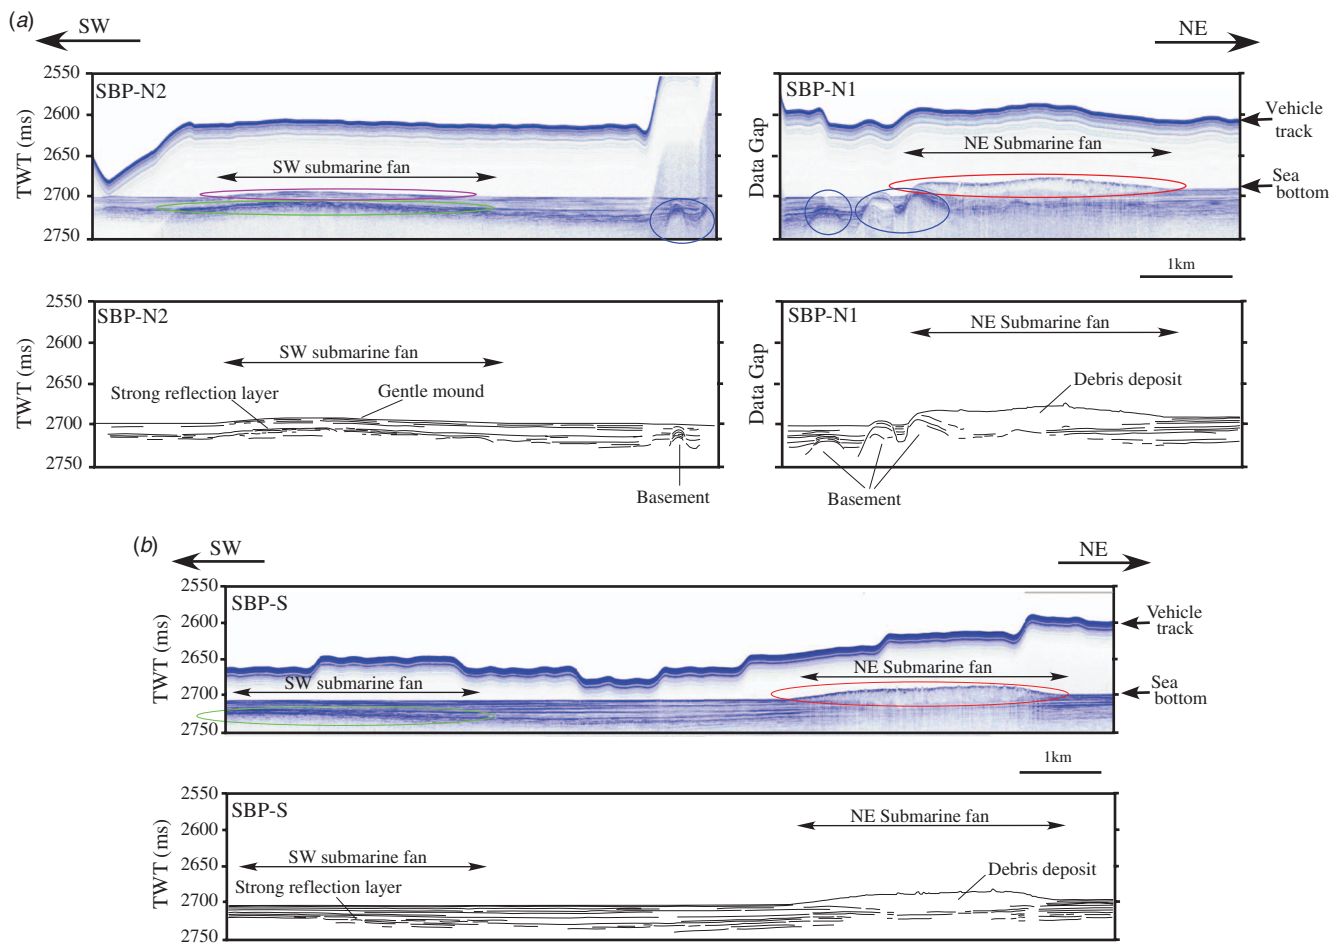 (a)
SW
NE
2550
2600
2650
2700
2750
TWT (ms)
SBP-N2
SW submarine fan
Data Gap
SBP-N1
NE Submarine fan
Vehicle
track
Sea
bottom
1km
2550
2600
2650
2700
2750
TWT (ms)
SBP-N2
SW submarine fan
Strong reflection layer
Gentle mound
Basement
Data Gap
SBP-N1
NE Submarine fan
Debris deposit
Basement
(b)
SW
NE
2550
2600
2650
2700
2750
TWT (ms)
SBP-S
SW submarine fan
NE Submarine fan
Vehicle
track
Sea
bottom
1km
2550
2600
2650
2700
2750
TWT (ms)
SBP-S
SW submarine fan
Strong reflection layer
NE Submarine fan
Debris deposit